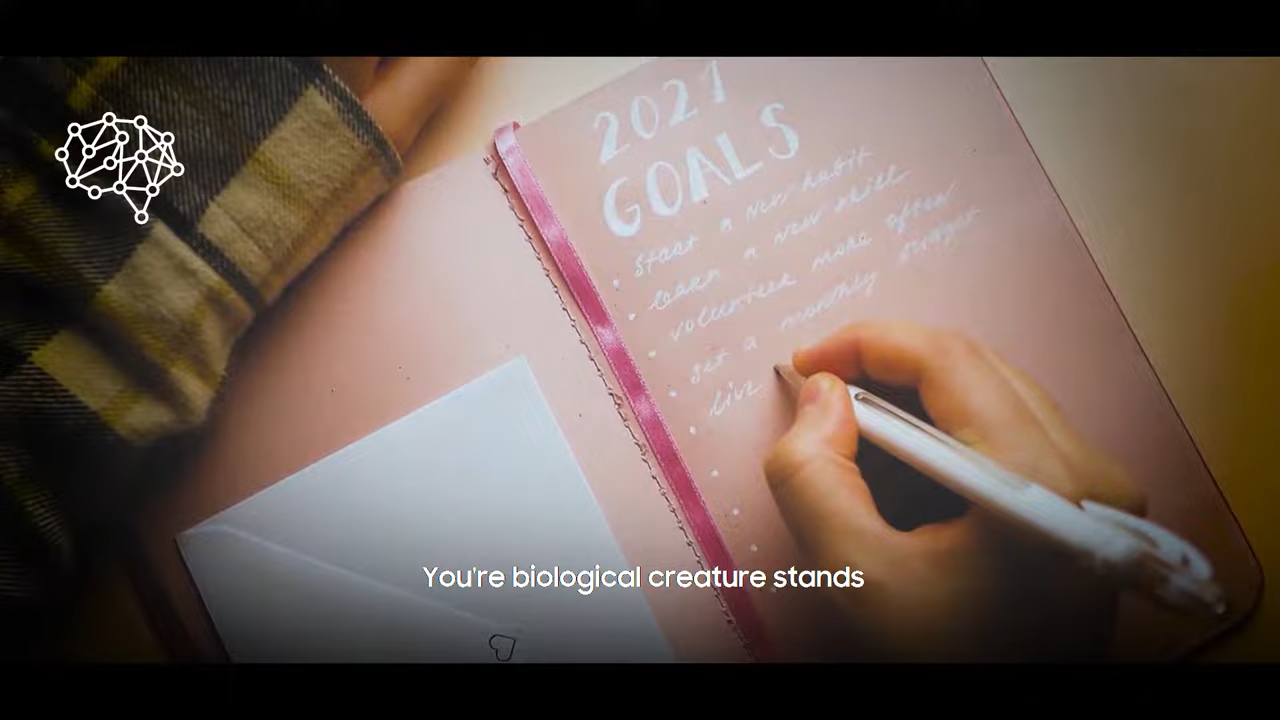 2021
GOALS
start a new habit
learn a new skill
volunteer more often
set a monthly budget
live
You're biological creature stands